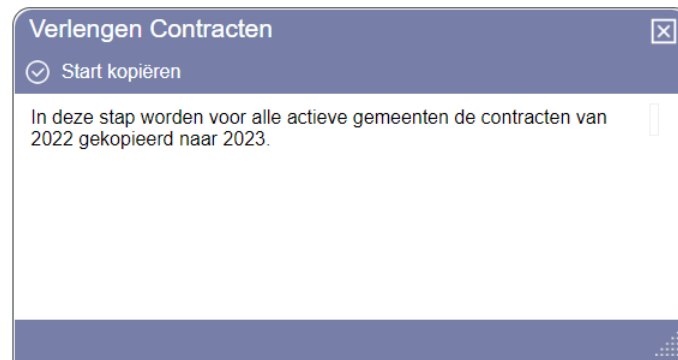 Verlengen Contracten
Start kopiëren
In deze stap worden voor alle actieve gemeenten de contracten van
2022 gekopieerd naar 2023.